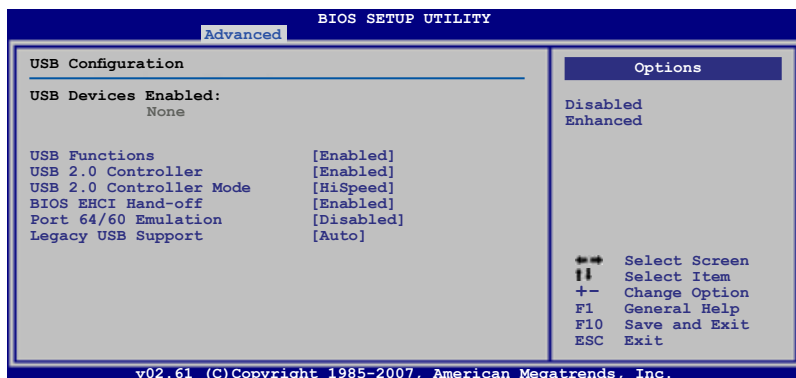 BIOS SETUP UTILITY
Advanced
USB Configuration
USB Devices Enabled:
None
USB Functions [Enabled]
USB 2.0 Controller [Enabled]
USB 2.0 Controller Mode [HiSpeed]
BIOS EHCI Hand-off [Enabled]
Port 64/60 Emulation [Disabled]
Legacy USB Support [Auto]
Options
Disabled
Enhanced
←→ Select Screen
↑↓ Select Item
+- Change Option
F1 General Help
F10 Save and Exit
ESC Exit
v02.61 (C)Copyright 1985-2007, American Megatrends, Inc.